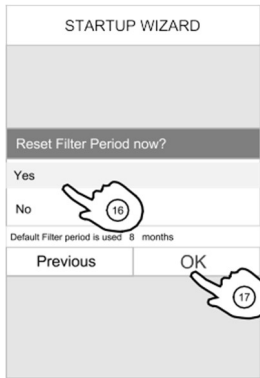 STARTUP WIZARD
Reset Filter Period now?
Yes
No
16
Default Filter period is used 8 months
Previous
OK
17